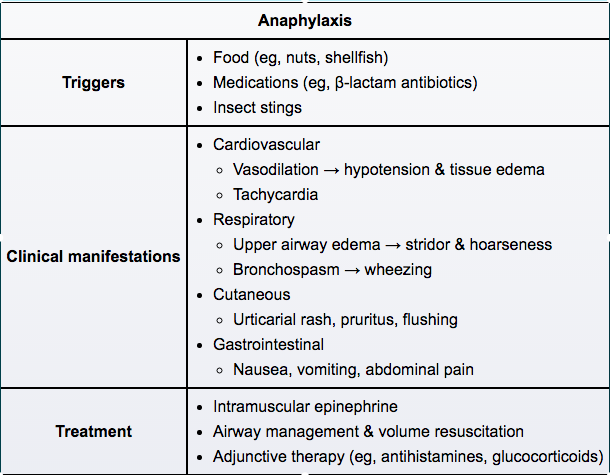 Anaphylaxis
Triggers
• Food (eg, nuts, shellfish)
• Medications (eg, β-lactam antibiotics)
• Insect stings
Clinical manifestations
• Cardiovascular
○ Vasodilation → hypotension & tissue edema
○ Tachycardia
• Respiratory
○ Upper airway edema → stridor & hoarseness
○ Bronchospasm → wheezing
• Cutaneous
○ Urticarial rash, pruritus, flushing
• Gastrointestinal
○ Nausea, vomiting, abdominal pain
Treatment
• Intramuscular epinephrine
• Airway management & volume resuscitation
• Adjunctive therapy (eg, antihistamines, glucocorticoids)